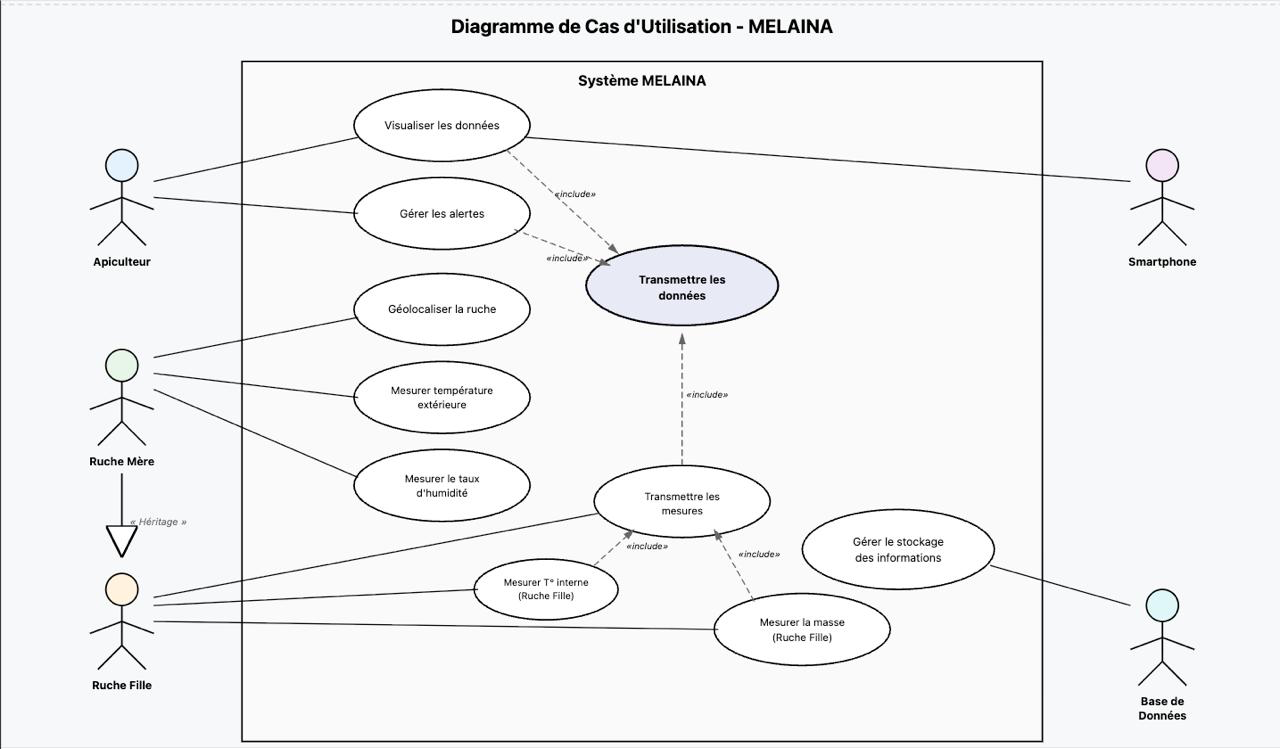 Diagramme de Cas d'Utilisation - MELAINA
Système MELAINA
Visualiser les données
«include»
Gérer les alertes
«include»
Apiculteur
Smartphone
Transmettre les
données
Géolocaliser la ruche
Mesurer température
extérieure
«include»
Ruche Mère
Mesurer le taux
d'humidité
Transmettre les
mesures
« Héritage »
Gérer le stockage
des informations
«include»
«include»
Mesurer T° interne
(Ruche Fille)
Mesurer la masse
(Ruche Fille)
Ruche Fille
Base de
Données